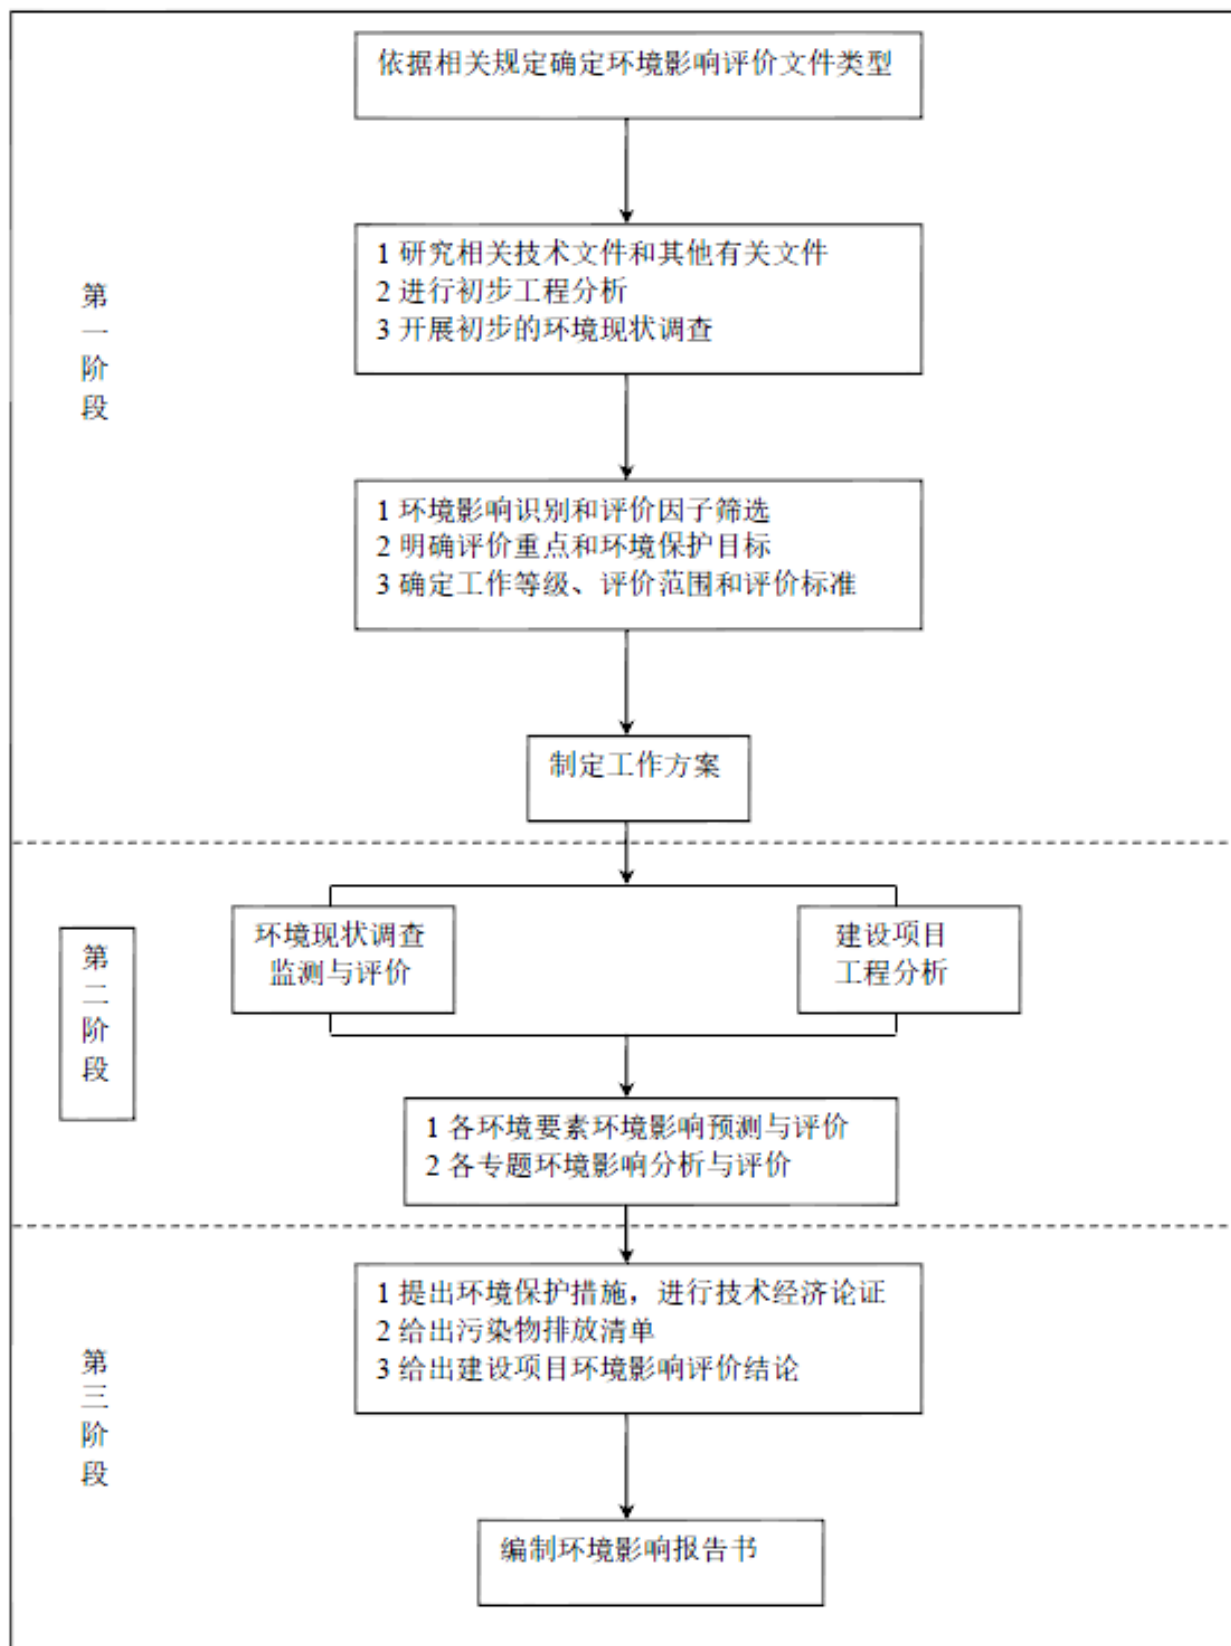 依据相关规定确定环境影响评价文件类型
1 研究相关技术文件和其他有关文件
2 进行初步工程分析
3 开展初步的环境现状调查
第
一
阶
段
1 环境影响识别和评价因子筛选
2 明确评价重点和环境保护目标
3 确定工作等级、评价范围和评价标准
制定工作方案
第
二
阶
段
环境现状调查
监测与评价
建设项目
工程分析
1 各环境要素环境影响预测与评价
2 各专题环境影响分析与评价
第
三
阶
段
1 提出环境保护措施，进行技术经济论证
2 给出污染物排放清单
3 给出建设项目环境影响评价结论
编制环境影响报告书